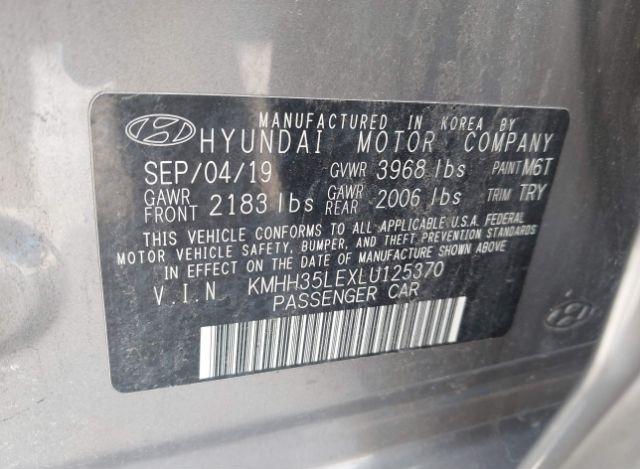 MANUFACTURED IN KOREA BY
HYUNDAI MOTOR COMPANY
SEP/04/19 GVWR 3968 lbs PAINT M6T
GAWR FRONT 2183 lbs GAWR REAR 2006 lbs TRIM TRY
THIS VEHICLE CONFORMS TO ALL APPLICABLE U.S.A. FEDERAL
MOTOR VEHICLE SAFETY, BUMPER, AND THEFT PREVENTION STANDARDS
IN EFFECT ON THE DATE OF MANUFACTURE SHOWN ABOVE
V.I.N KMHH35LEXLU125370
PASSENGER CAR